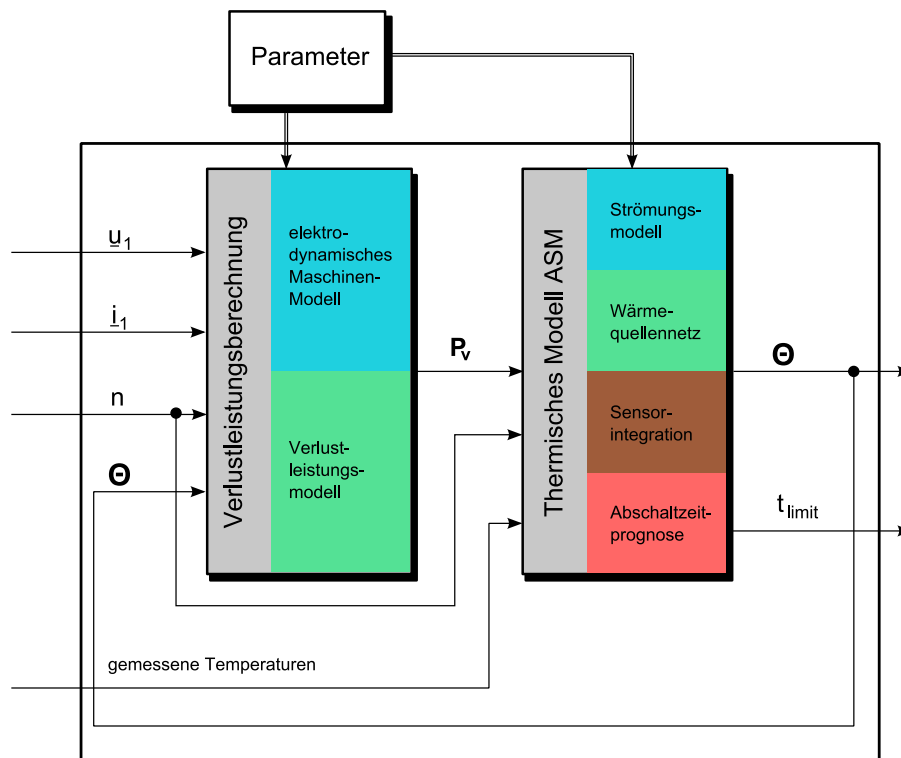 Parameter
u1
i1
n
Θ
Verlustleistungsberechnung
elektro-
dynamisches
Maschinen-
Modell
Verlust-
leistungs-
modell
Pv
Thermisches Modell ASM
Strömungs-
modell
Wärme-
quellennetz
Sensor-
integration
Abschaltzeit-
prognose
Θ
tlimit
gemessene Temperaturen